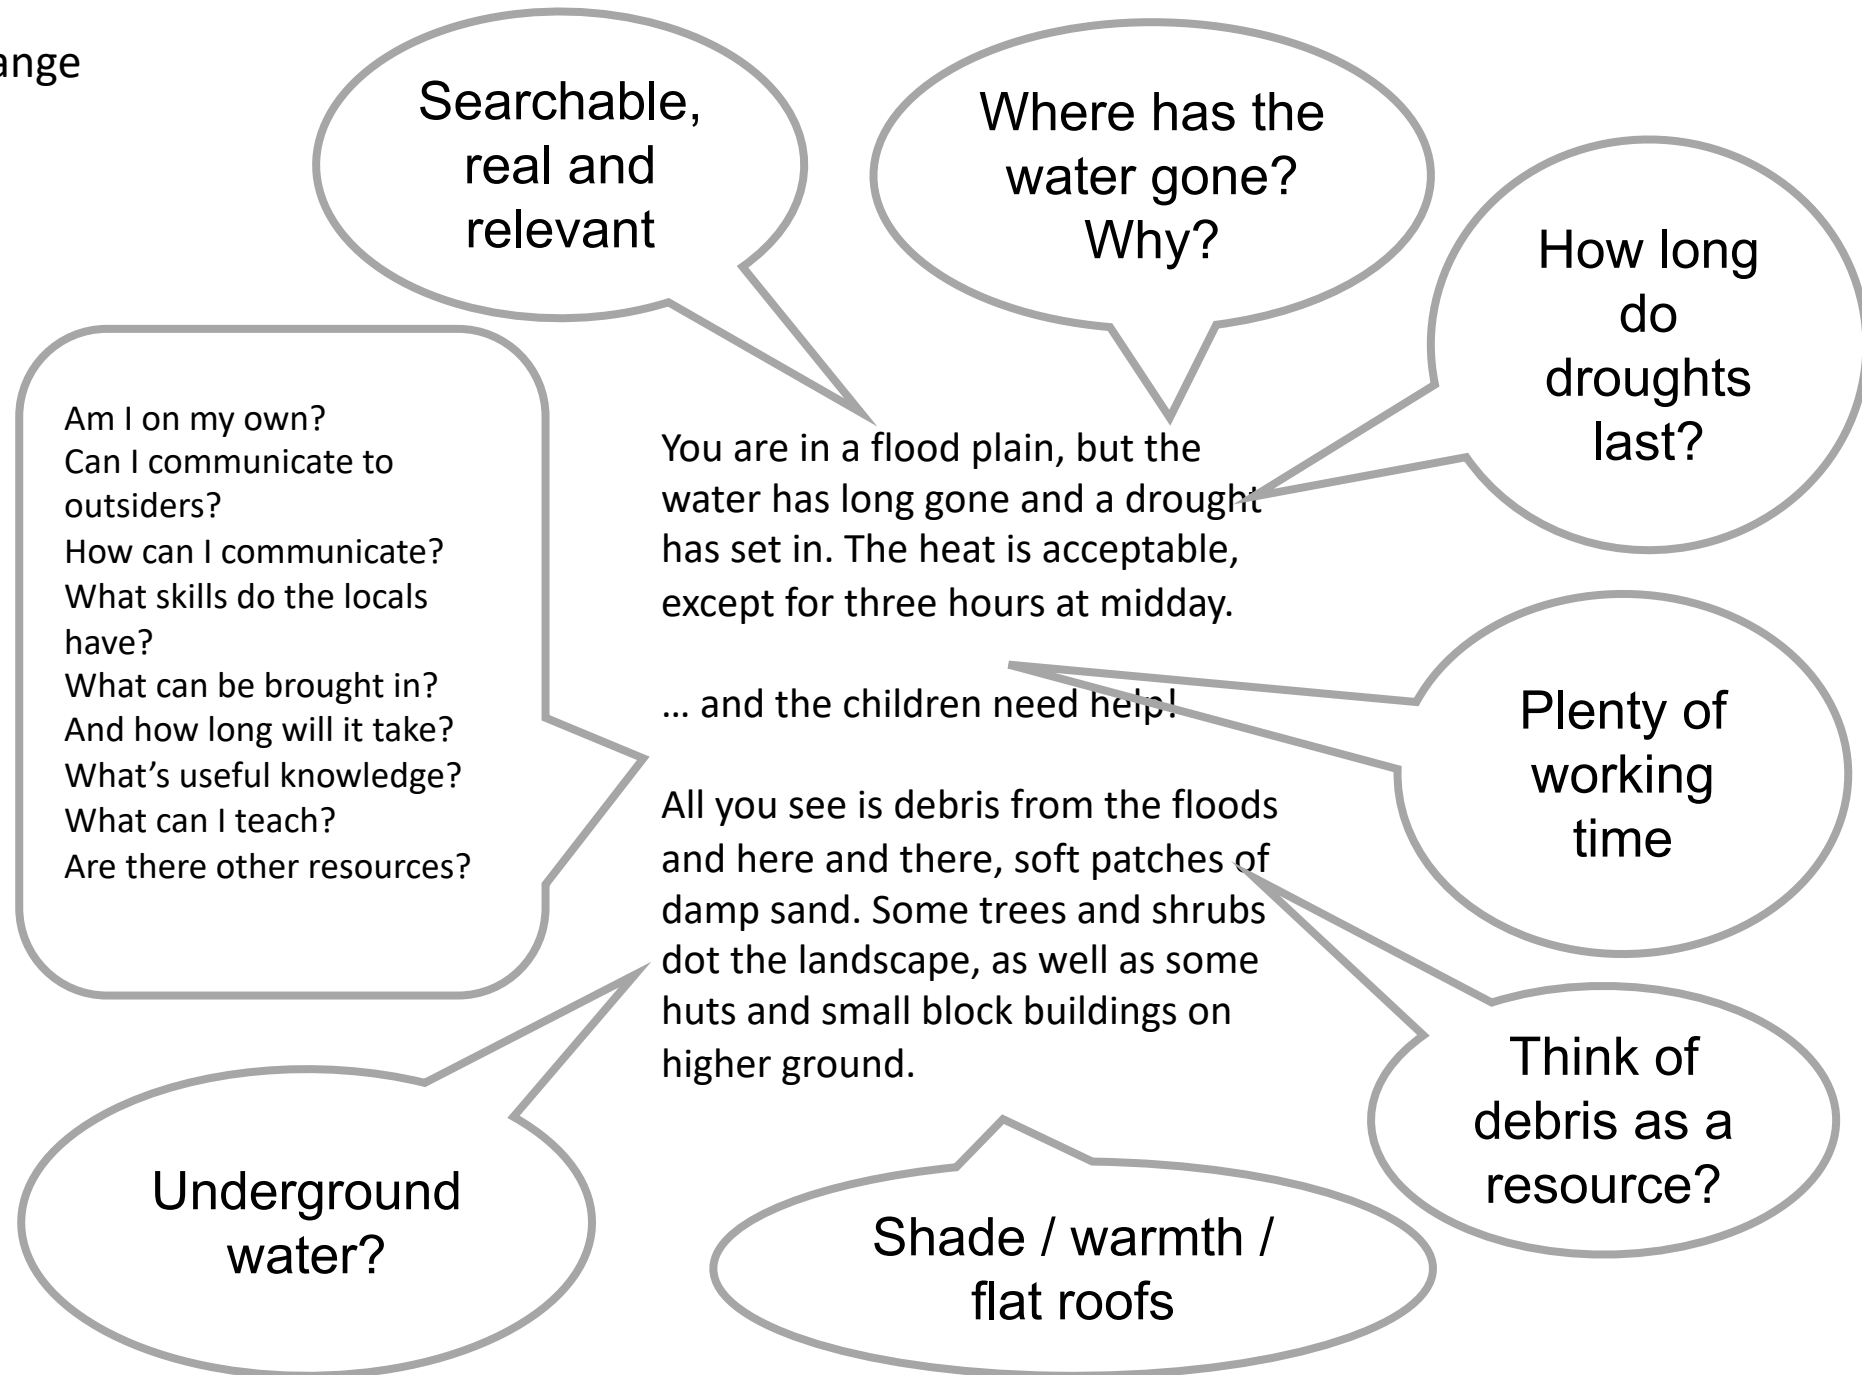 ange
Searchable,
real and
relevant
Where has the
water gone?
Why?
How long
do
droughts
last?
Am I on my own?
Can I communicate to
outsiders?
How can I communicate?
What skills do the locals
have?
What can be brought in?
And how long will it take?
What’s useful knowledge?
What can I teach?
Are there other resources?
You are in a flood plain, but the
water has long gone and a drought
has set in. The heat is acceptable,
except for three hours at midday.
... and the children need help!
All you see is debris from the floods
and here and there, soft patches of
damp sand. Some trees and shrubs
dot the landscape, as well as some
huts and small block buildings on
higher ground.
Plenty of
working
time
Think of
debris as a
resource?
Underground
water?
Shade / warmth /
flat roofs